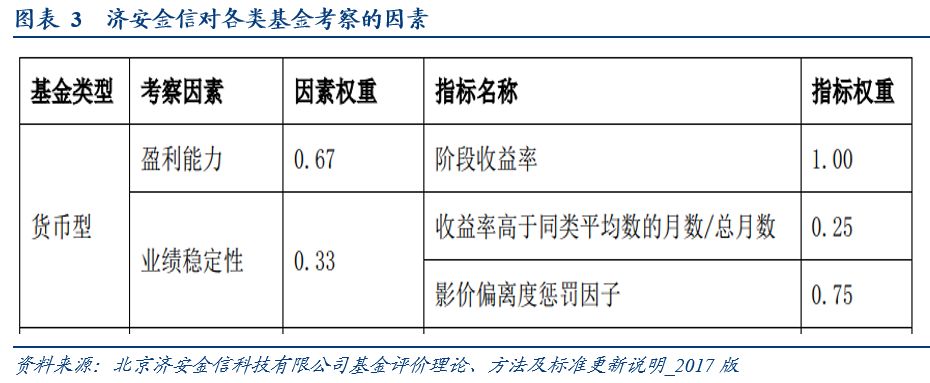 图表 3 济安金信对各类基金考察的因素
基金类型 考察因素 因素权重 指标名称 指标权重
货币型 盈利能力 0.67 阶段收益率 1.00
业绩稳定性 0.33 收益率高于同类平均数的月数/总月数 0.25
影价偏离度惩罚因子 0.75
资料来源：北京济安金信科技有限公司基金评价理论、方法及标准更新说明_2017 版